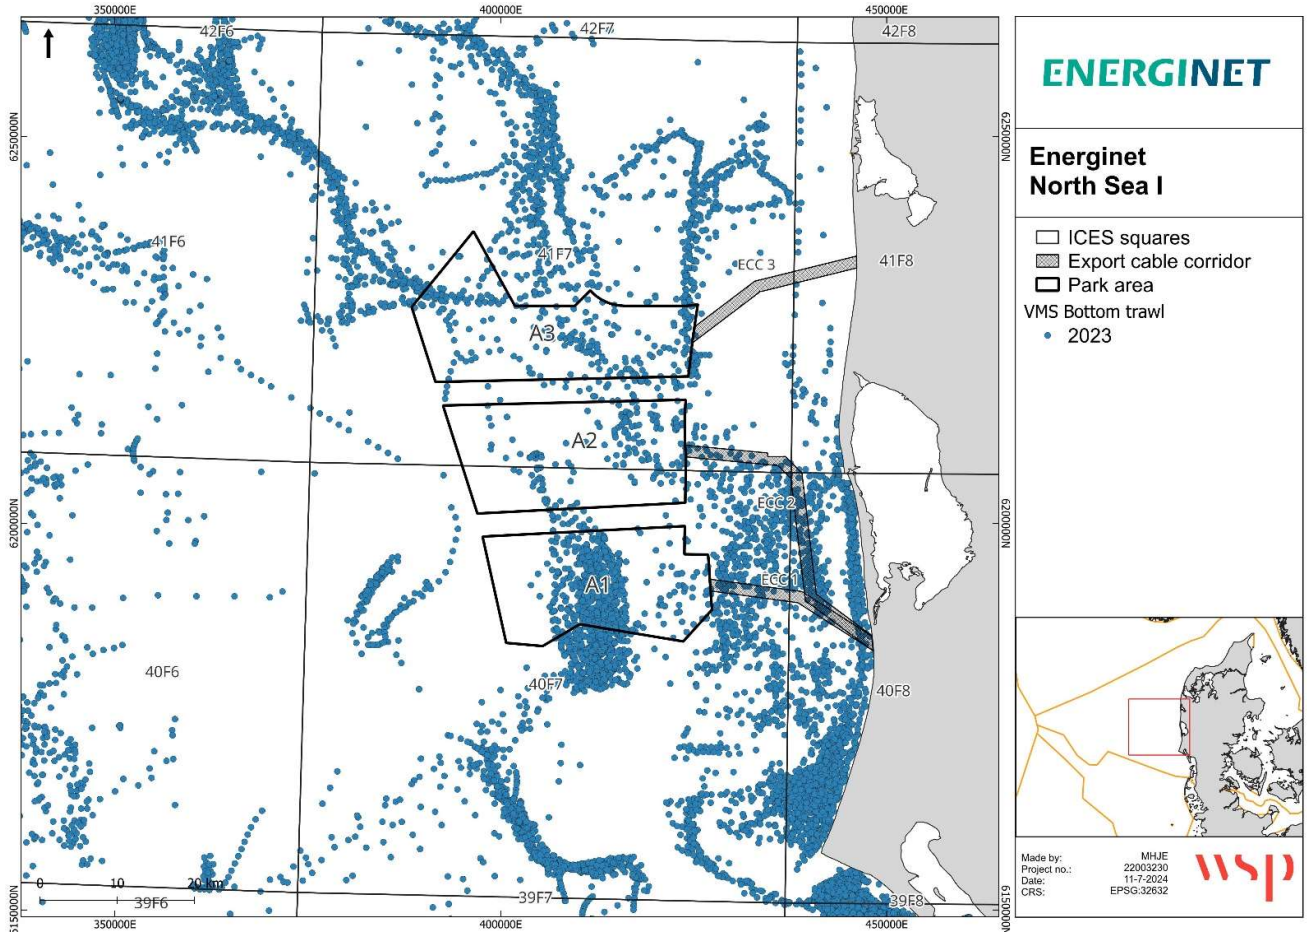 350000E
400000E
450000E
42F6
42F7
42F8
6250000N
6250000N
41F6
41F7
ECC 3
41F8
A3
A2
ECC 2
6200000N
6200000N
A1
ECC 1
40F6
40F7
40F8
0 10 20 km
39F6
39F7
39F8
6150000N
6150000N
350000E
400000E
450000E
ENERGINET
Energinet
North Sea I
ICES squares
Export cable corridor
Park area
VMS Bottom trawl
2023
Made by: MHJE
Project no.: 22003230
Date: 11-7-2024
CRS: EPSG:32632
wsp